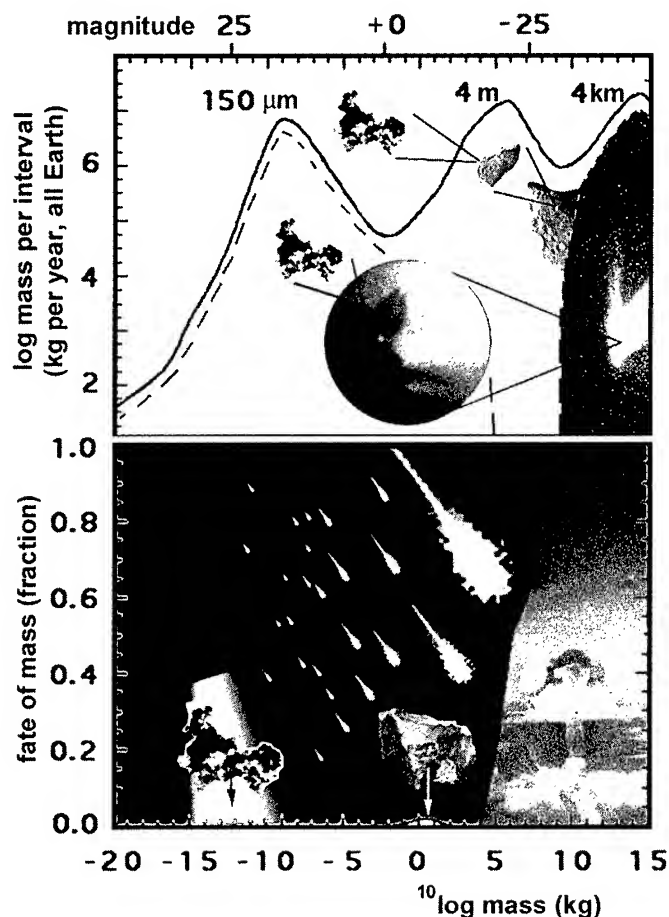 magnitude 25 +0 -25
150 μm
4 m
4km
log mass per interval
(kg per year, all Earth)
6
4
2
fate of mass (fraction)
1.0
0.8
0.6
0.4
0.2
0.0
-20 -15 -10 -5 0 5 10 15
¹⁰log mass (kg)